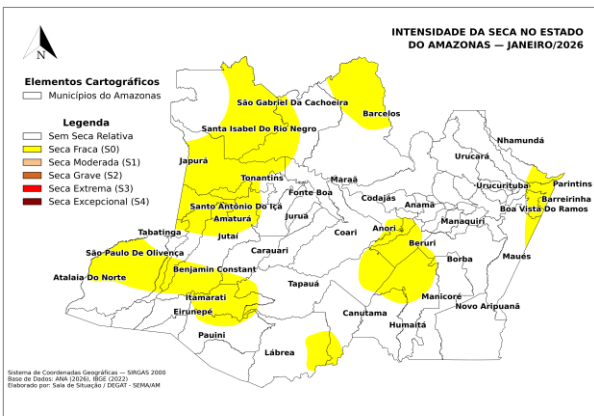 INTENSIDADE DA SECA NO ESTADO
DO AMAZONAS — JANEIRO/2026
N
Elementos Cartográficos
Municípios do Amazonas
Legenda
Sem Seca Relativa
Seca Fraca (S0)
Seca Moderada (S1)
Seca Grave (S2)
Seca Extrema (S3)
Seca Excepcional (S4)
São Gabriel Da Cachoeira
Barcelos
Santa Isabel Do Rio Negro
Nhamundá
Japurá
Urucará
Tonantins
Maraã
Urucurituba
Parintins
Fonte Boa
Barreirinha
Santo Antônio Do Içá
Codajás
Anamã
Boa Vista Do Ramos
Amaturá
Juruá
Manaquiri
Tabatinga
Jutaí
Coari
Anori
Beruri
São Paulo De Olivença
Carauari
Maués
Borba
Atalaia Do Norte
Benjamin Constant
Tapauá
Itamarati
Manicoré
Novo Aripuanã
Eirunepé
Canutama
Humaitá
Pauini
Lábrea
Sistema de Coordenadas Geográficas — SIRGAS 2000
Base de Dados: ANA (2026), IBGE (2022)
Elaborado por: Sala de Situação / DEGAT - SEMA/AM